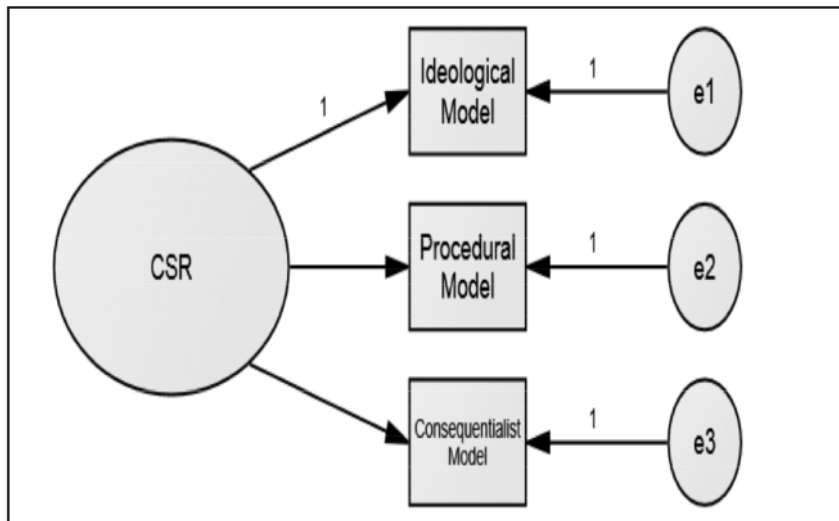 1
Ideological
Model
1
e1
CSR
Procedural
Model
1
e2
Consequentialist
Model
1
e3